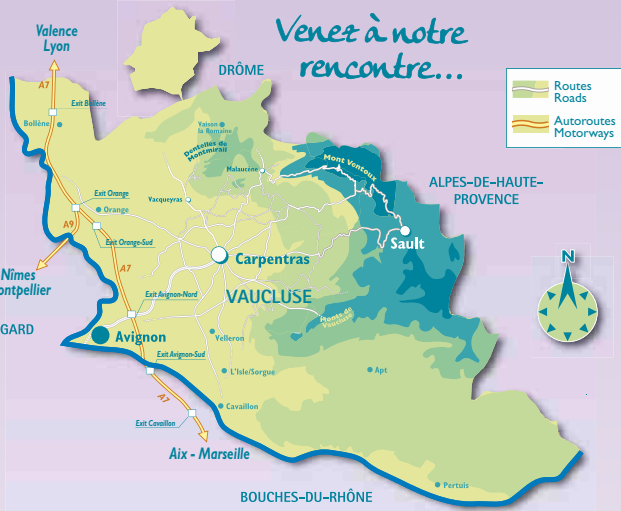 Venez à notre
rencontre...
Valence
Lyon
A7
DRÔME
Routes
Roads
Autoroutes
Motorways
Exit Bollène
Bollène
Vaison
la Romaine
Dentelles de
Montmirail
Mont Ventoux
Malaucène
ALPES-DE-HAUTE-
PROVENCE
Exit Orange
Orange
Vacqueyras
A9
Exit Orange-Sud
Sault
N
Carpentras
A7
Nîmes
ontpellier
Exit Avignon-Nord
VAUCLUSE
Monts de
Vaucluse
GARD
Avignon
Velleron
Exit Avignon-Sud
L'Isle/Sorgue
Apt
A7
Cavaillon
Exit Cavaillon
Aix - Marseille
Pertuis
BOUCHES-DU-RHÔNE